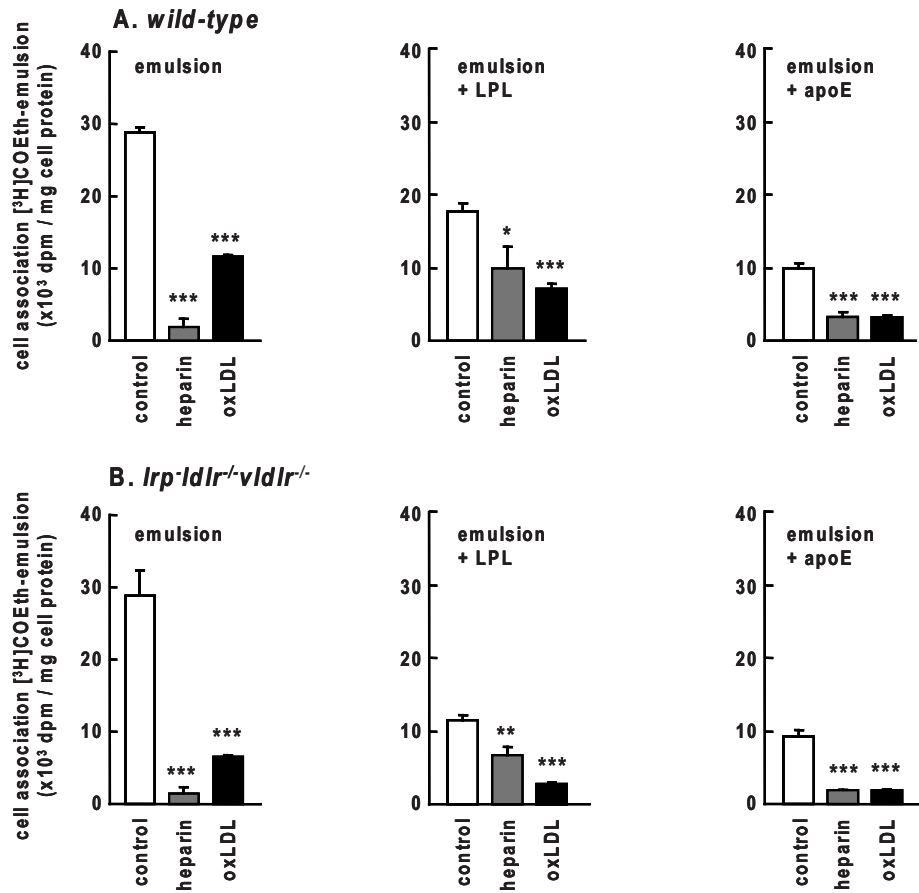 A. wild-type
cell association [³H]COEth-emulsion
(x10³ dpm / mg cell protein)
40
30
20
10
0
emulsion
***
***
control
heparin
oxLDL
40
30
20
10
0
emulsion
+ LPL
*
***
control
heparin
oxLDL
40
30
20
10
0
emulsion
+ apoE
***
***
control
heparin
oxLDL
B. lrp⁻ldlr⁻/⁻vldlr⁻/⁻
cell association [³H]COEth-emulsion
(x10³ dpm / mg cell protein)
40
30
20
10
0
emulsion
***
***
control
heparin
oxLDL
40
30
20
10
0
emulsion
+ LPL
**
***
control
heparin
oxLDL
40
30
20
10
0
emulsion
+ apoE
***
***
control
heparin
oxLDL